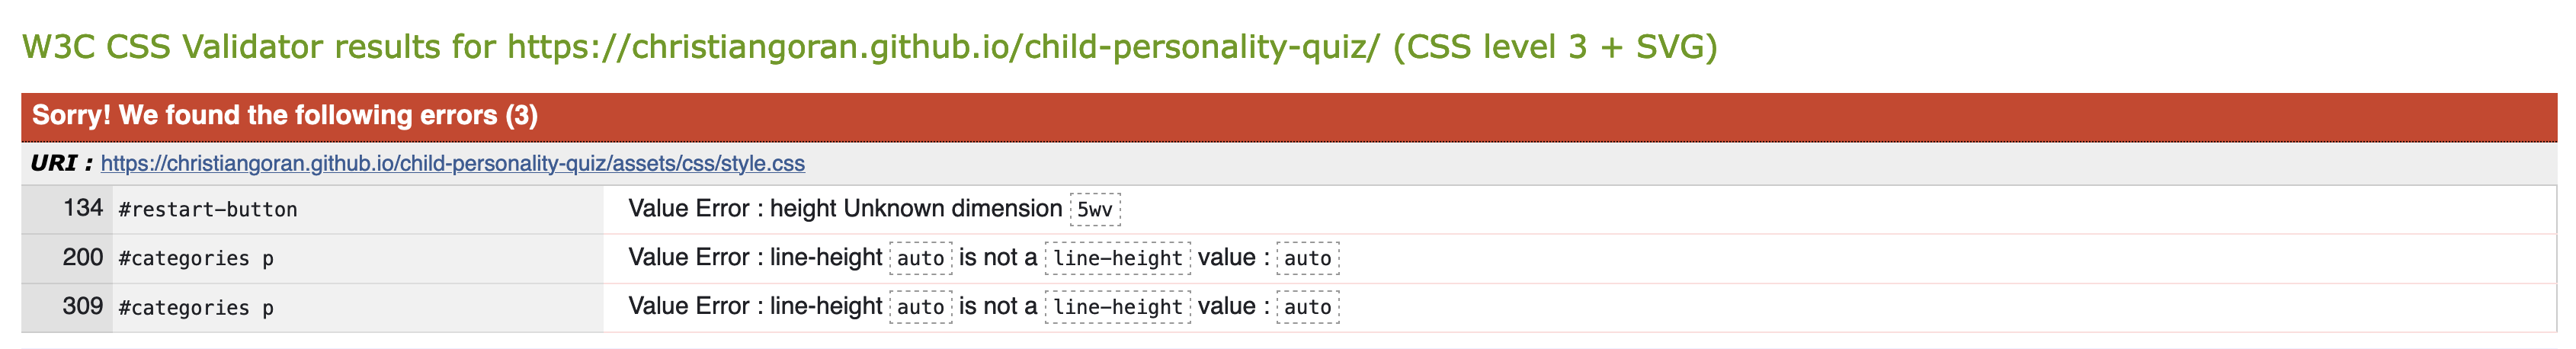 W3C CSS Validator results for https://christiangoran.github.io/child-personality-quiz/ (CSS level 3 + SVG)
Sorry! We found the following errors (3)
URI : https://christiangoran.github.io/child-personality-quiz/assets/css/style.css
134 #restart-button Value Error : height Unknown dimension 5wv
200 #categories p Value Error : line-height auto is not a line-height value : auto
309 #categories p Value Error : line-height auto is not a line-height value : auto